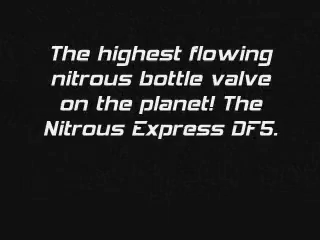 The highest flowing
nitrous bottle valve
on the planet! The
Nitrous Express DF5.